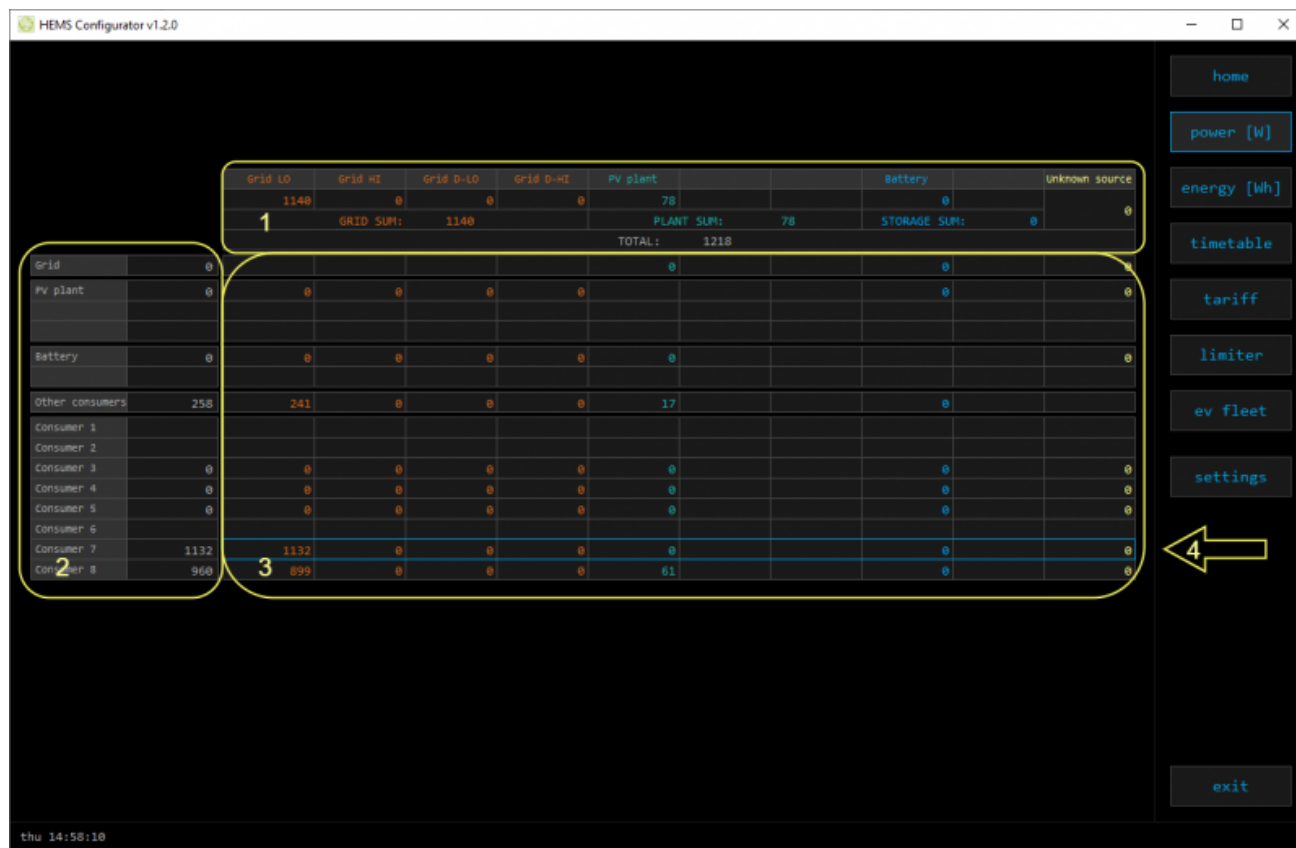 HEMS Configurator v1.2.0
home
power [W]
energy [Wh]
timetable
tariff
limiter
ev fleet
settings
exit
Grid LO Grid HI Grid D-LO Grid D-HI PV plant Battery Unknown source
1140 0 0 0 78 0 0
1 GRID SUM: 1140 PLANT SUM: 78 STORAGE SUM: 0
TOTAL: 1218
Grid 0 0 0 0
PV plant 0 0 0 0 0 0 0
Battery 0 0 0 0 0 0 0
Other consumers 258 241 0 0 0 17 0
Consumer 1
Consumer 2
Consumer 3 0 0 0 0 0 0 0 0
Consumer 4 0 0 0 0 0 0 0 0
Consumer 5 0 0 0 0 0 0 0 0
Consumer 6
Consumer 7 1132 1132 0 0 0 0 0 0
Consumer 8 960 899 0 0 0 61 0 0
2
3
4
thu 14:58:10